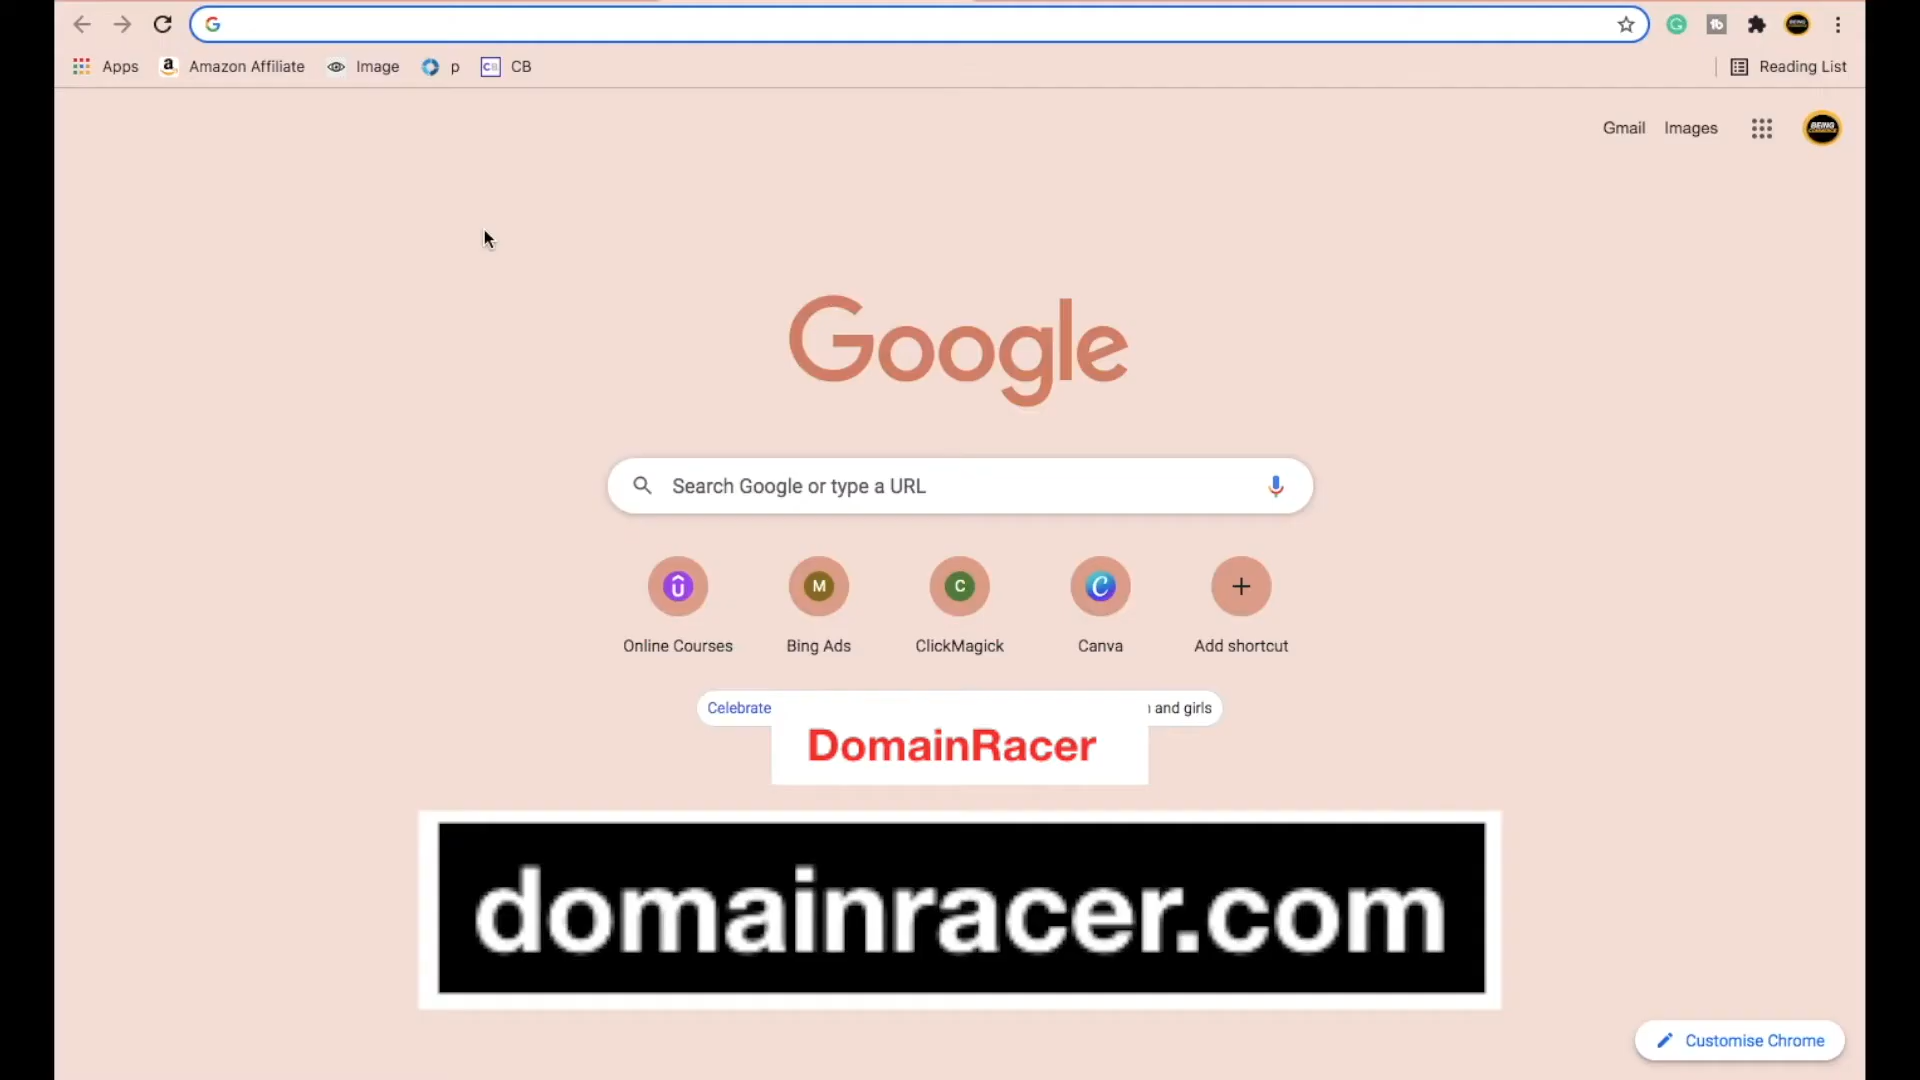 Apps Amazon Affiliate Image p CB Reading List
Gmail Images
Google
Search Google or type a URL
Online Courses Bing Ads ClickMagick Canva Add shortcut
Celebrate and girls
DomainRacer
domainracer.com
Customise Chrome